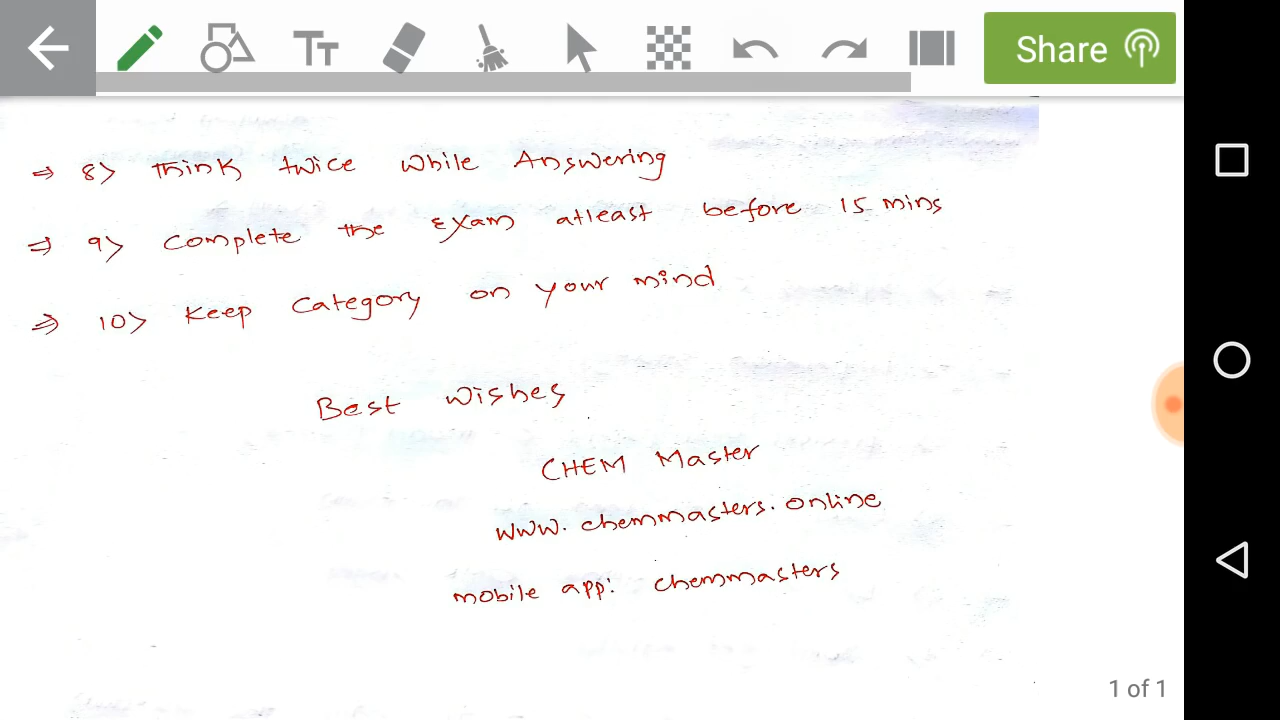 Share
⇒ 8> Think twice while Answering
⇒ 9> Complete the Exam atleast before 15 mins
⇒ 10> Keep Category on your mind
Best Wishes
CHEM Master
www.chemmasters.online
mobile app: chemmasters
1 of 1